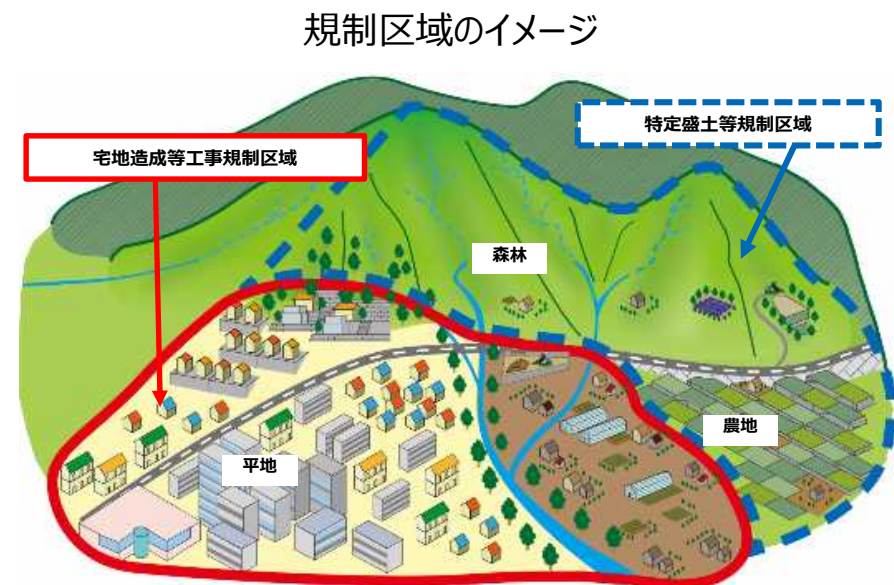 規制区域のイメージ
特定盛土等規制区域
宅地造成等工事規制区域
森林
農地
平地